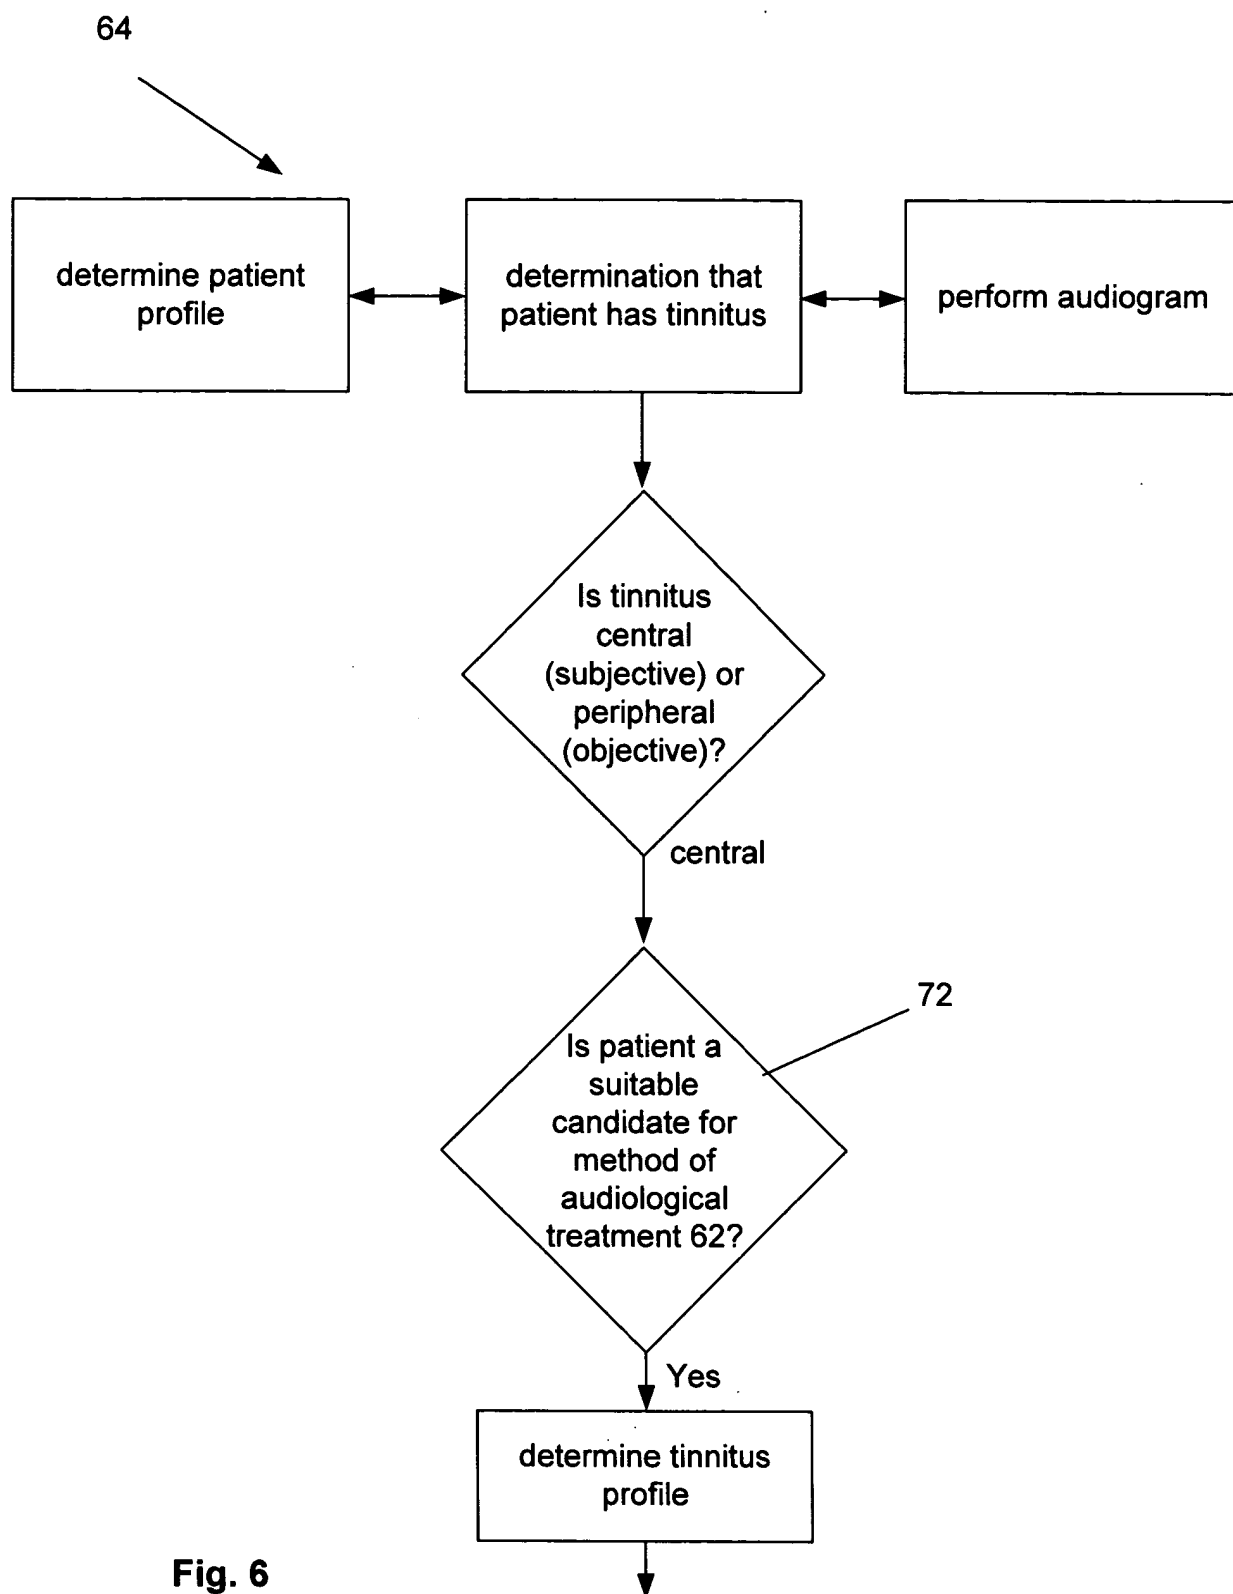 64
determine patient
profile
determination that
patient has tinnitus
perform audiogram
Is tinnitus
central
(subjective) or
peripheral
(objective)?
central
72
Is patient a
suitable
candidate for
method of
audiological
treatment 62?
Yes
determine tinnitus
profile
Fig. 6